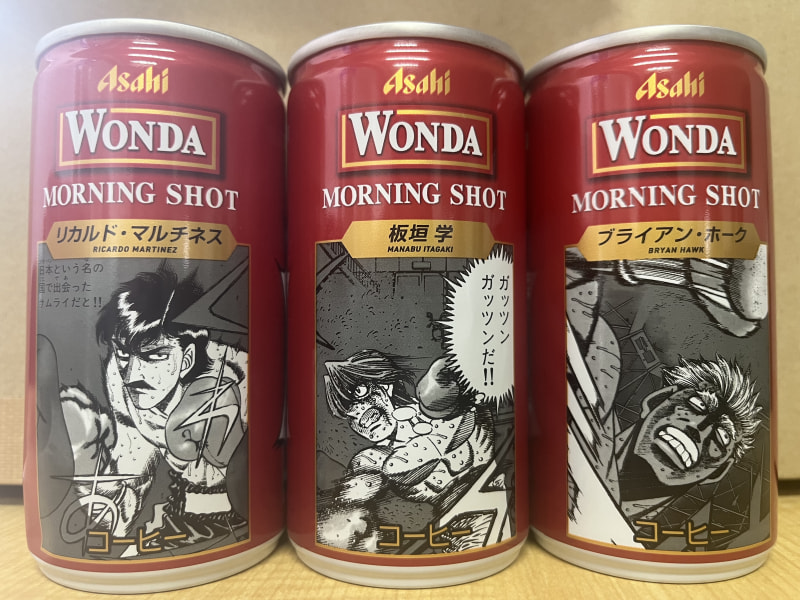 Asahi
WONDA
MORNING SHOT
リカルド・マルチネス
RICARDO MARTINEZ
日本という名の
国で出会った
サムライだと!!
コーヒー
Asahi
WONDA
MORNING SHOT
板垣 学
MANABU ITAGAKI
ガッツン
ガッツンだ!!
コーヒー
Asahi
WONDA
MORNING SHOT
ブライアン・ホーク
BRYAN HAWK
コーヒー